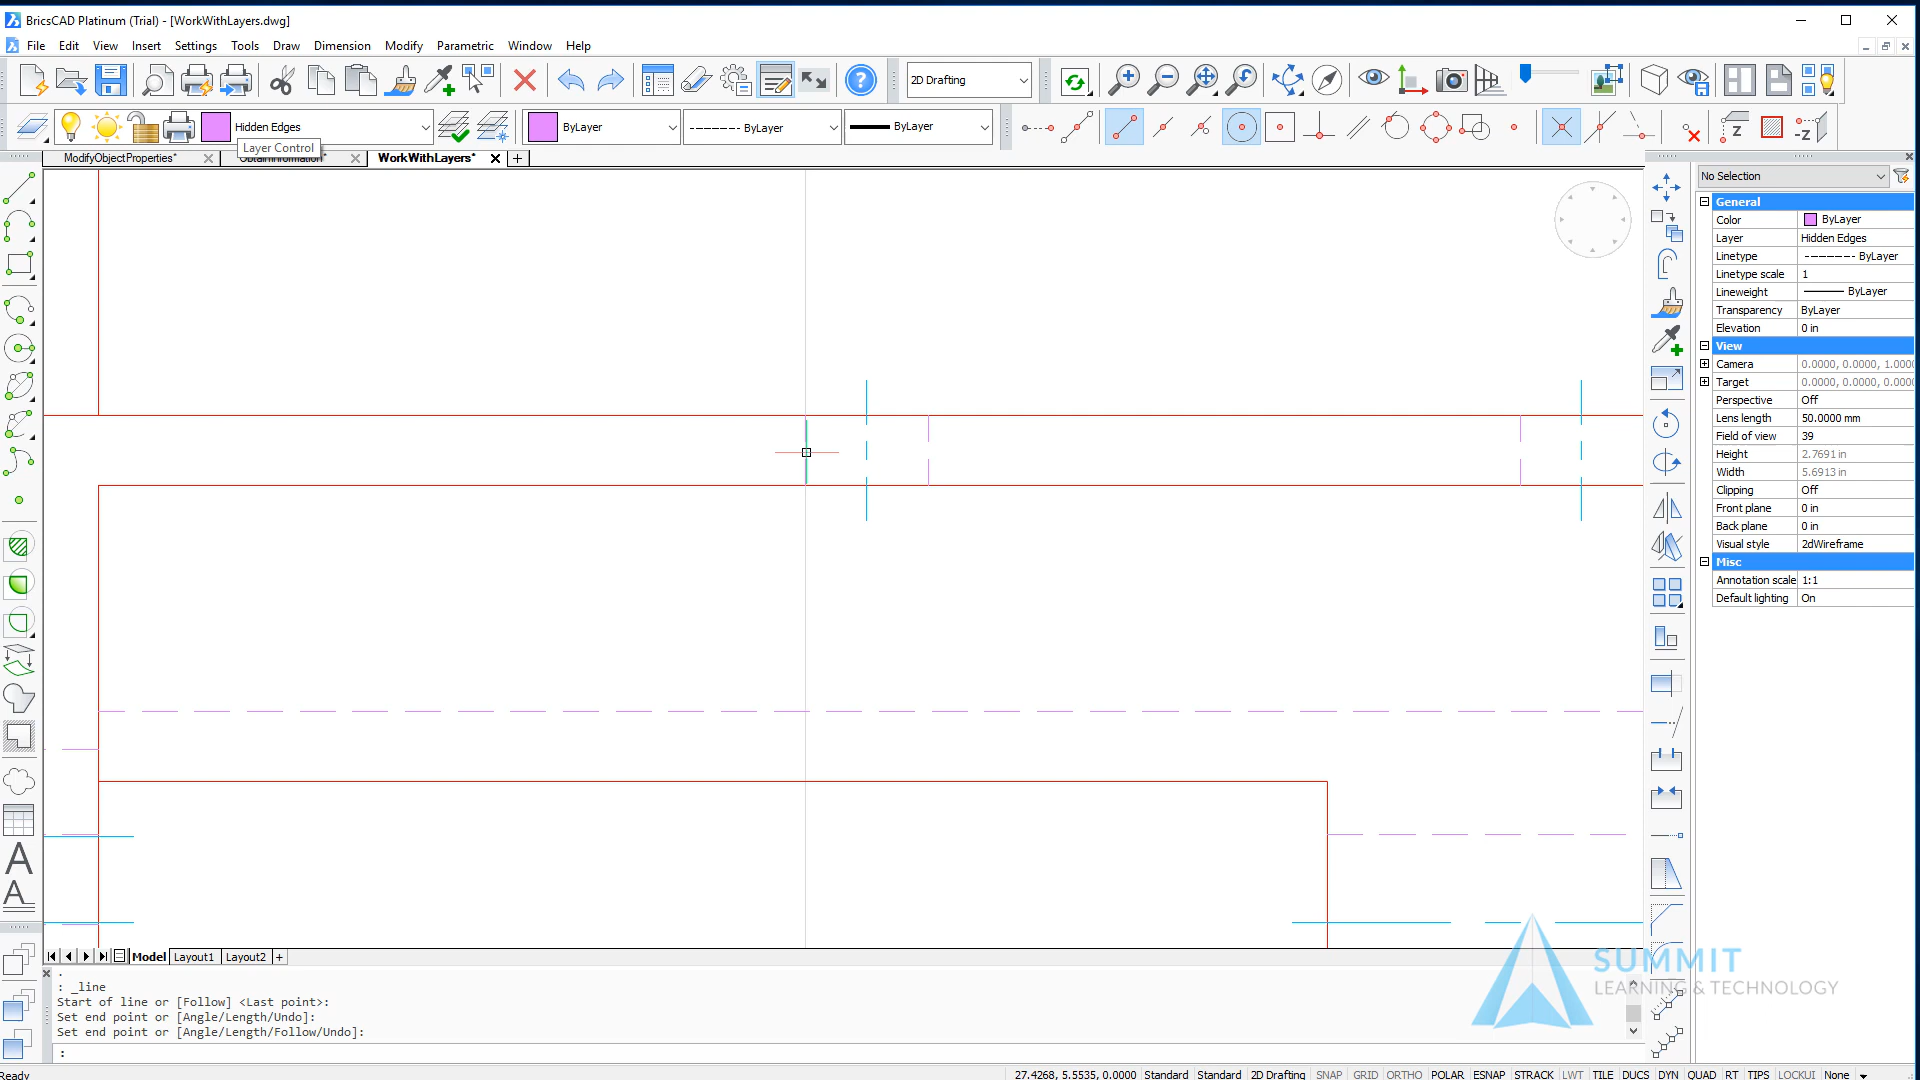 BricsCAD Platinum (Trial) - [WorkWithLayers.dwg]
File Edit View Insert Settings Tools Draw Dimension Modify Parametric Window Help
2D Drafting
Hidden Edges
ByLayer
ByLayer
ByLayer
Layer Control
ModifyObjectProperties*
WorkWithLayers*
No Selection
General
Color ByLayer
Layer Hidden Edges
Linetype ByLayer
Linetype scale 1
Lineweight ByLayer
Transparency ByLayer
Elevation 0 in
View
Camera 0.0000, 0.0000, 1.0000
Target 0.0000, 0.0000, 0.0000
Perspective Off
Lens length 50.0000 mm
Field of view 39
Height 2.7691 in
Width 5.6913 in
Clipping Off
Front plane 0 in
Back plane 0 in
Visual style 2dWireframe
Misc
Annotation scale 1:1
Default lighting On
Model Layout1 Layout2 +
: _line
Start of line or [Follow] <Last point>:
Set end point or [Angle/Length/Undo]:
Set end point or [Angle/Length/Follow/Undo]:
:
SUMMIT
LEARNING & TECHNOLOGY
Ready
27.4268, 5.5535, 0.0000 Standard Standard 2D Drafting SNAP GRID ORTHO POLAR ESNAP STRACK LWT TILE DUCS DYN QUAD RT TIPS LOCKUI None